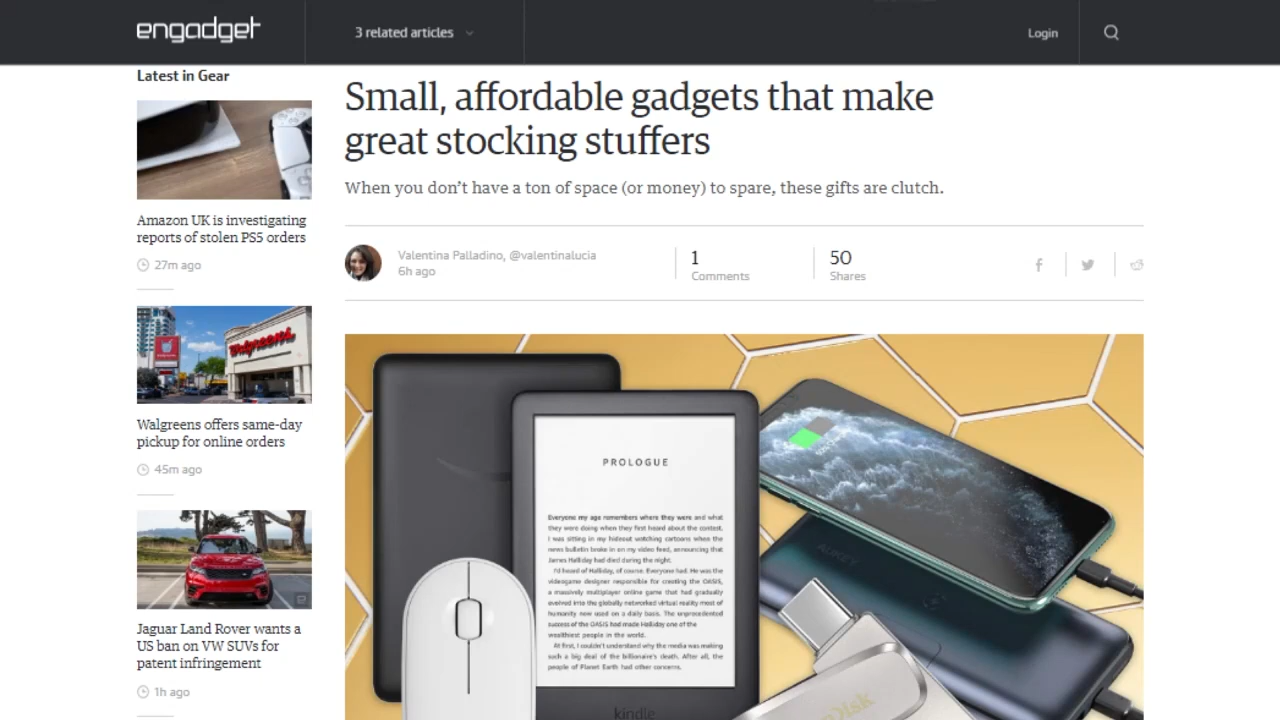 engadget
3 related articles
Login
Latest in Gear
Amazon UK is investigating
reports of stolen PS5 orders
27m ago
Walgreens
Walgreens offers same-day
pickup for online orders
45m ago
Jaguar Land Rover wants a
US ban on VW SUVs for
patent infringement
1h ago
Small, affordable gadgets that make
great stocking stuffers
When you don't have a ton of space (or money) to spare, these gifts are clutch.
Valentina Palladino, @valentinalucia
6h ago
1
Comments
50
Shares
PROLOGUE
Everyone my age remembers where they were and what
they were doing when they first heard about the contest.
I was sitting in my hideout watching cartoons when the
news bulletin broke in on my video feed, announcing that
James Halliday had died during the night.
I'd heard of Halliday, of course. Everyone had. He was the
videogame designer responsible for creating the OASIS,
a massively multiplayer online game that had gradually
evolved into the globally networked virtual reality most of
humanity now used on a daily basis. The unprecedented
success of the OASIS had made Halliday one of the
wealthiest people in the world.
At first, I couldn't understand why the media was making
such a big deal of the billionaire's death. After all, the
people of Planet Earth had other concerns.
kindle
AUKEY